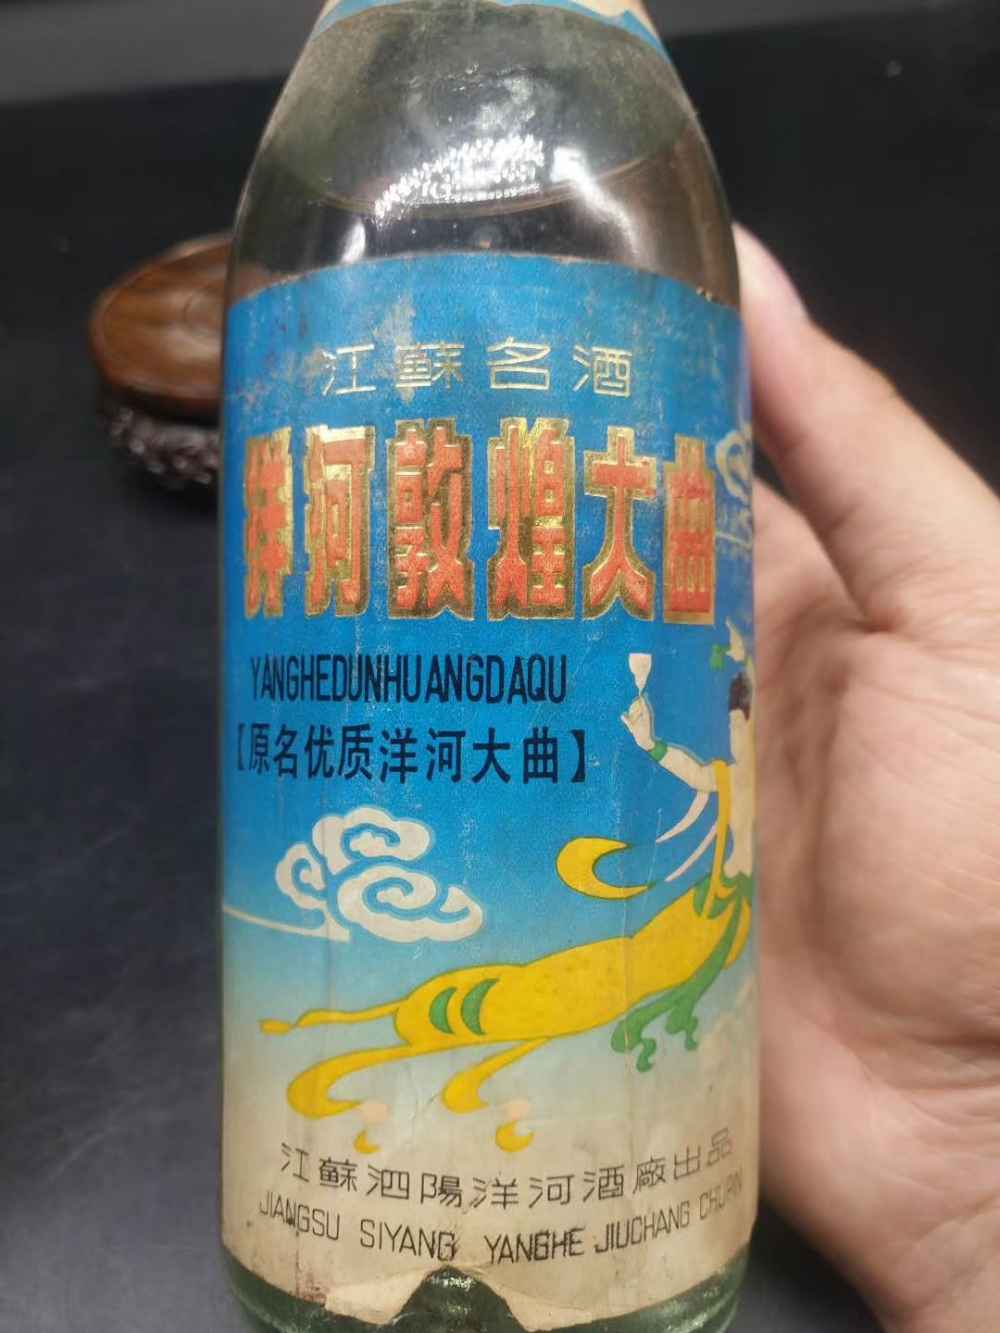 江蘇名酒
洋河敦煌大曲
YANGHEDUNHUANGDAQU
【原名优质洋河大曲】
江蘇泗陽洋河酒廠出品
JIANGSU SIYANG YANGHE JIUCHANG CHUPIN